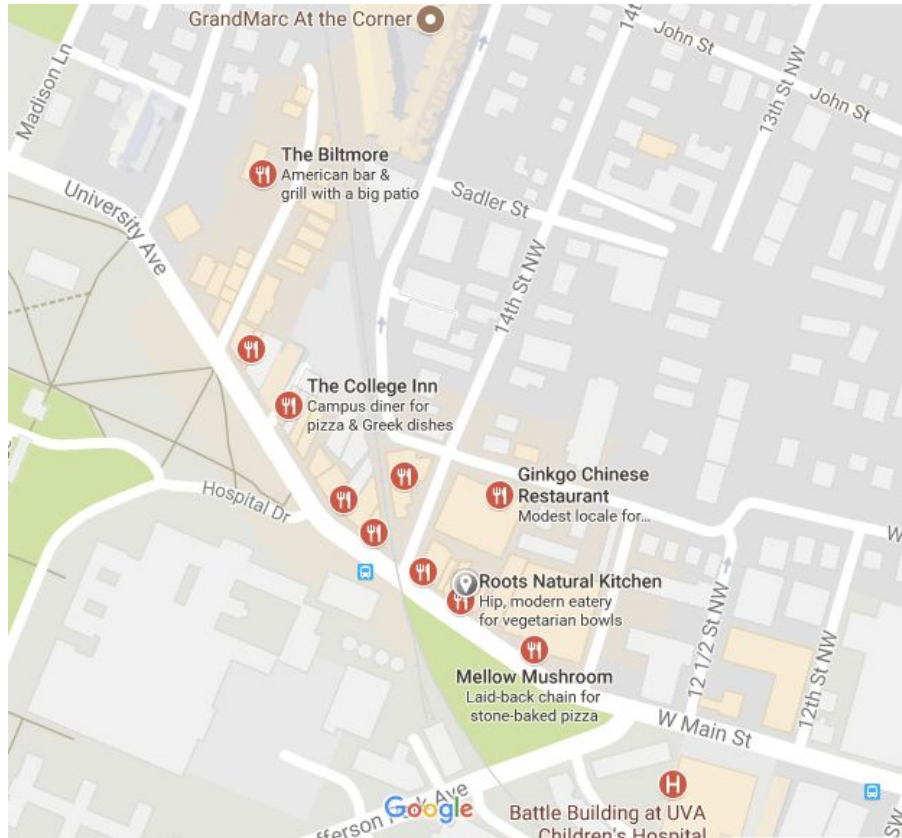 GrandMarc At the Corner
14th
John St
John St
13th St NW
Madison Ln
The Biltmore
American bar &
grill with a big patio
Sadler St
University Ave
14th St NW
The College Inn
Campus diner for
pizza & Greek dishes
Ginkgo Chinese
Restaurant
Modest locale for...
Hospital Dr
W
Roots Natural Kitchen
Hip, modern eatery
for vegetarian bowls
12 1/2 St NW
12th St NW
Mellow Mushroom
Laid-back chain for
stone-baked pizza
W Main St
H
Battle Building at UVA
Children's Hospital
fferson Park Ave
Google
SW